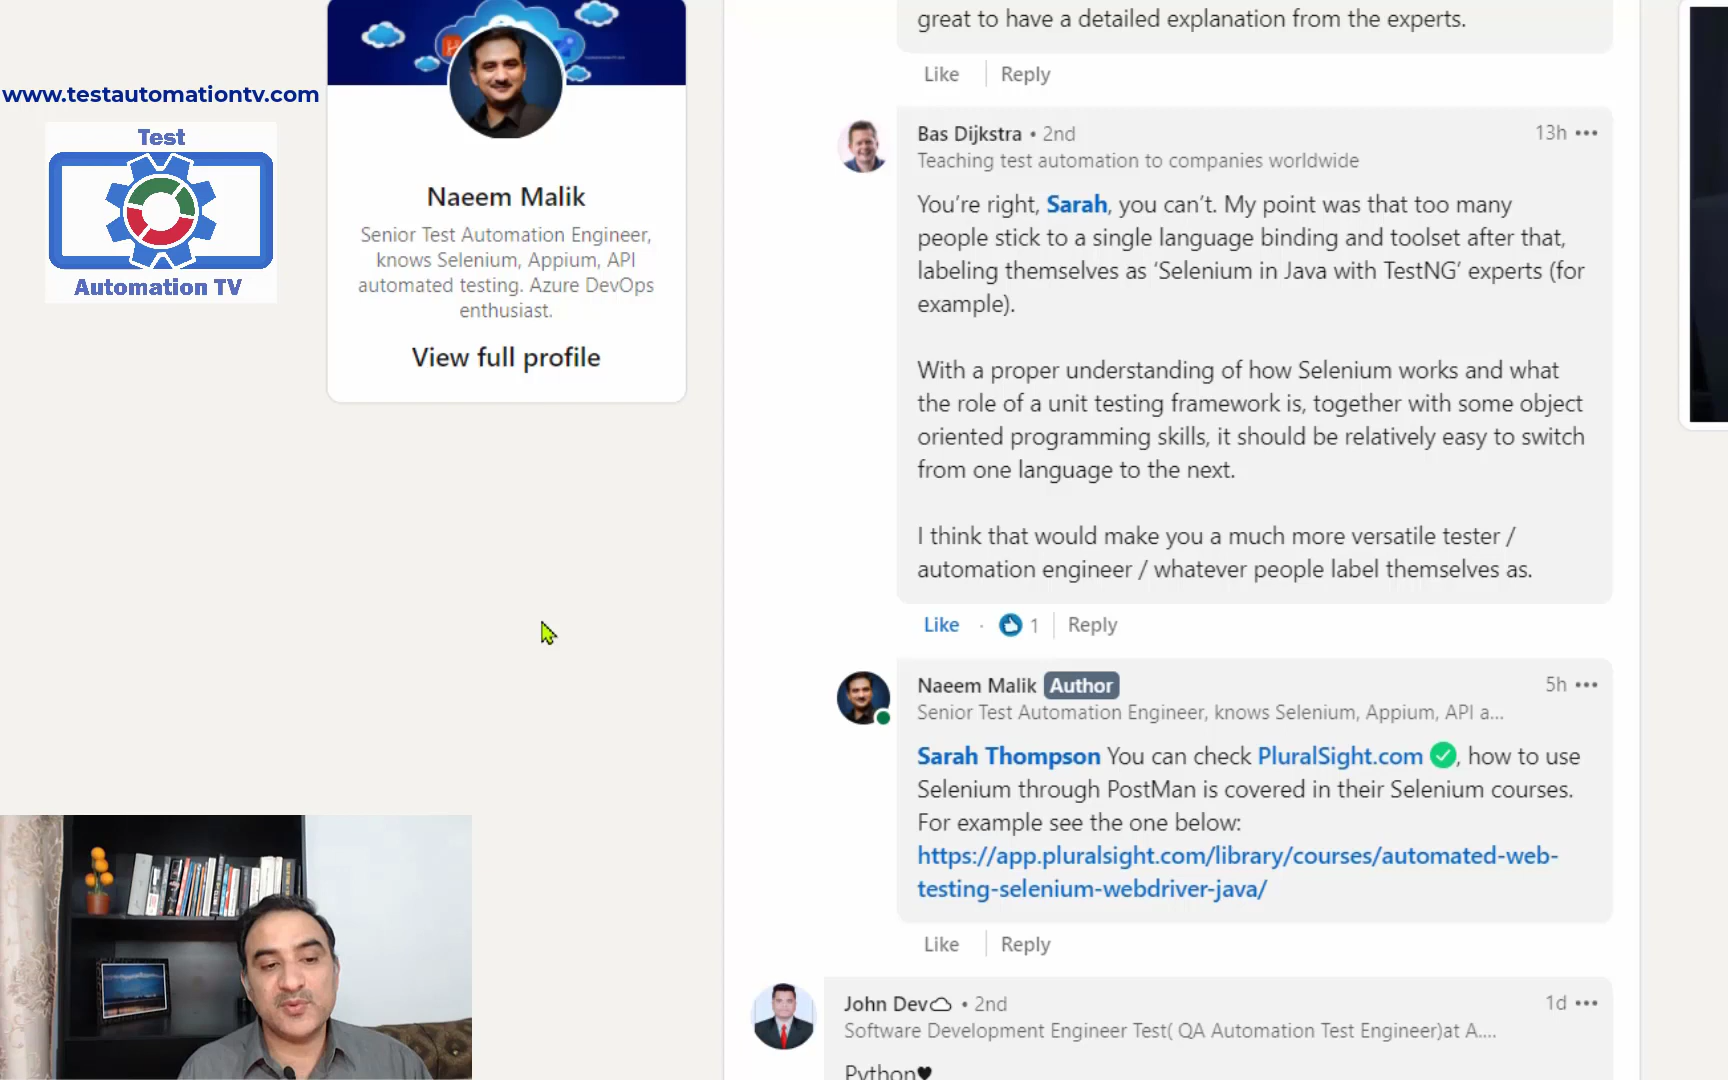 www.testautomationtv.com
Test
Automation TV
Naeem Malik
Senior Test Automation Engineer,
knows Selenium, Appium, API
automated testing. Azure DevOps
enthusiast.
View full profile
great to have a detailed explanation from the experts.
Like Reply
Bas Dijkstra • 2nd 13h •••
Teaching test automation to companies worldwide
You're right, Sarah, you can't. My point was that too many
people stick to a single language binding and toolset after that,
labeling themselves as 'Selenium in Java with TestNG' experts (for
example).
With a proper understanding of how Selenium works and what
the role of a unit testing framework is, together with some object
oriented programming skills, it should be relatively easy to switch
from one language to the next.
I think that would make you a much more versatile tester /
automation engineer / whatever people label themselves as.
Like · 1 Reply
Naeem Malik Author 5h •••
Senior Test Automation Engineer, knows Selenium, Appium, API a...
Sarah Thompson You can check PluralSight.com ✅, how to use
Selenium through PostMan is covered in their Selenium courses.
For example see the one below:
https://app.pluralsight.com/library/courses/automated-web-
testing-selenium-webdriver-java/
Like Reply
John Dev • 2nd 1d •••
Software Development Engineer Test( QA Automation Test Engineer)at A....
Python♥